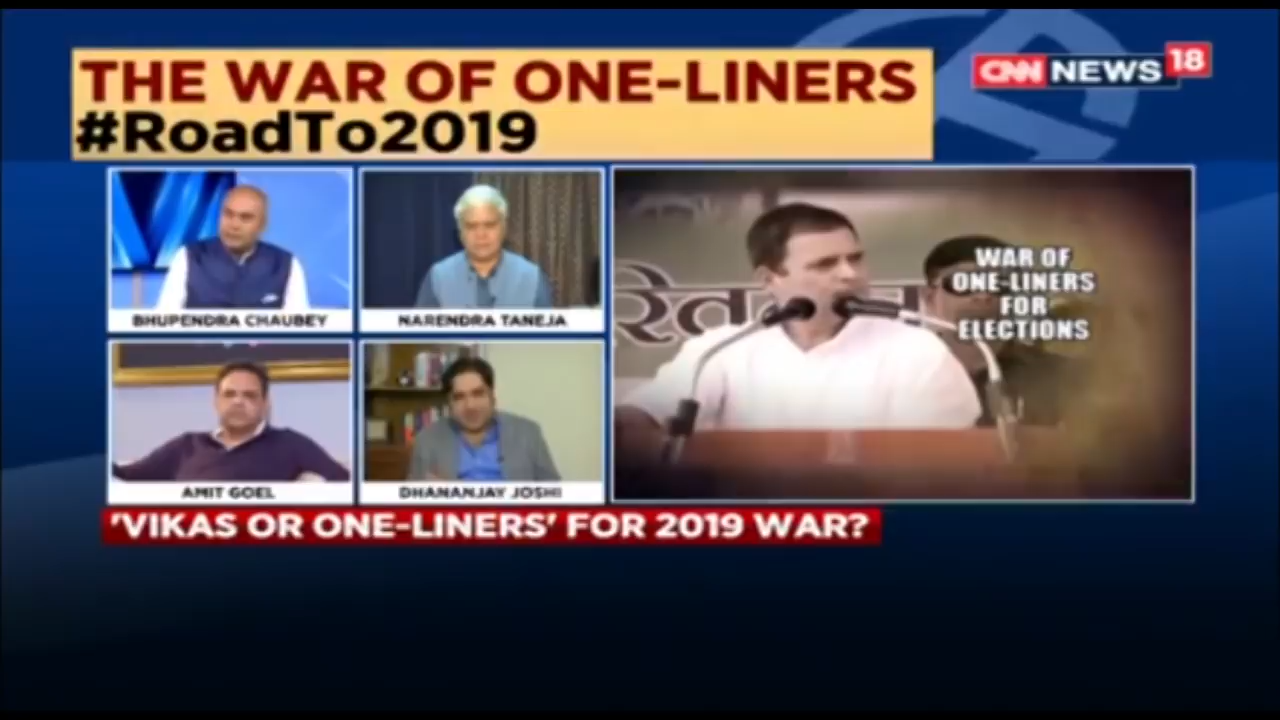 THE WAR OF ONE-LINERS
#RoadTo2019
CNN NEWS 18
BHUPENDRA CHAUBEY
NARENDRA TANEJA
WAR OF
ONE-LINERS
FOR
ELECTIONS
AMIT GOEL
DHANANJAY JOSHI
'VIKAS OR ONE-LINERS' FOR 2019 WAR?